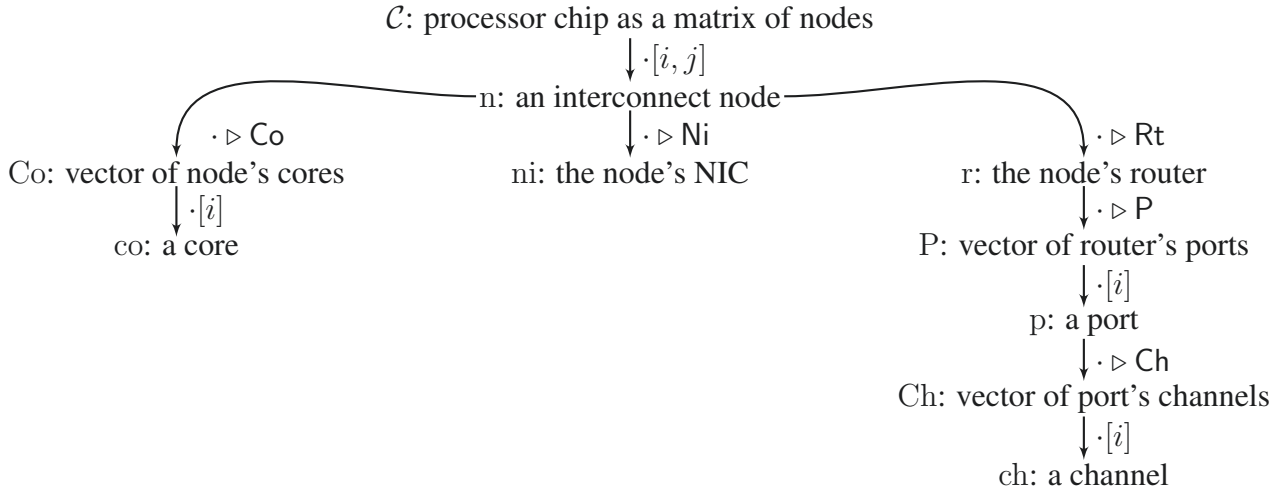 𝒞: processor chip as a matrix of nodes
·[i, j]
n: an interconnect node
· ▷ Co · ▷ Ni · ▷ Rt
Co: vector of node's cores ni: the node's NIC r: the node's router
·[i] · ▷ P
co: a core P: vector of router's ports
·[i]
p: a port
· ▷ Ch
Ch: vector of port's channels
·[i]
ch: a channel